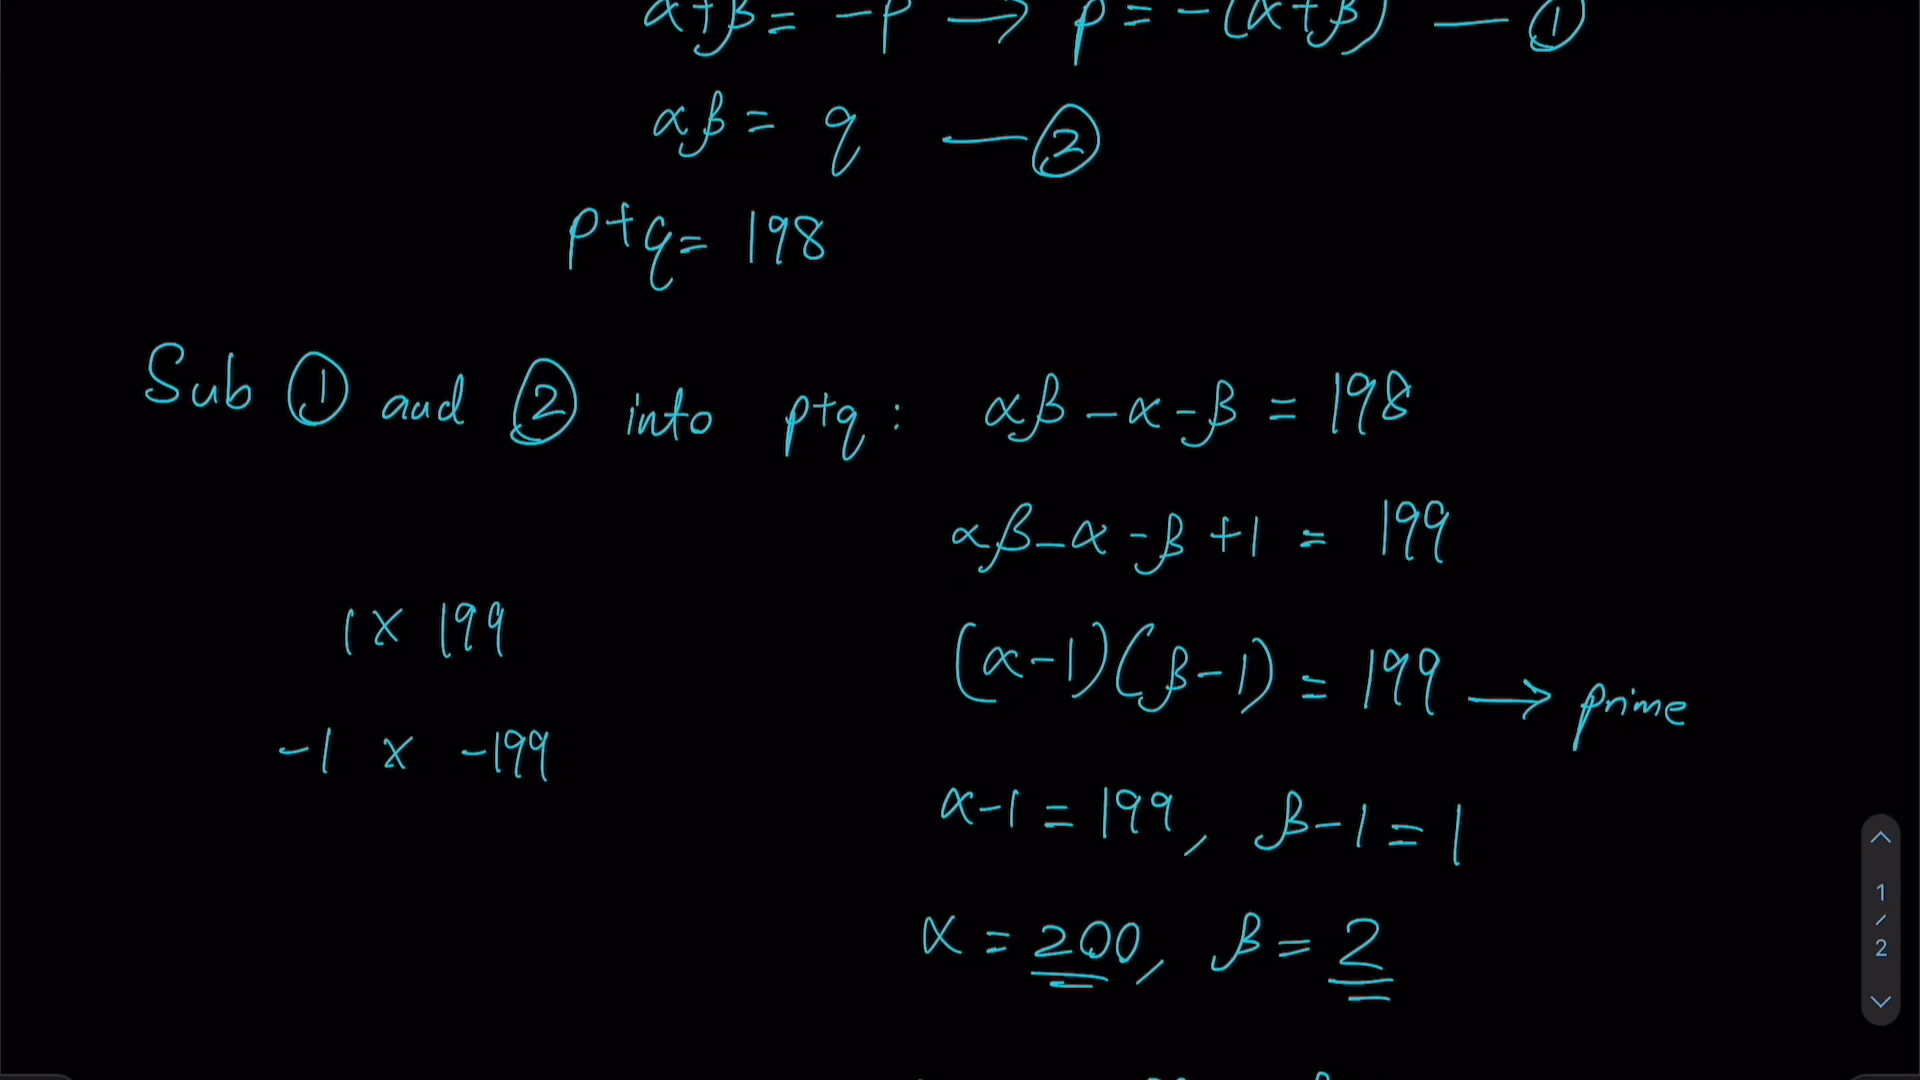 α+β = -p → p = -(α+β) — ①
αβ = q — ②
p+q = 198
Sub ① and ② into p+q : αβ - α - β = 198
αβ - α - β + 1 = 199
1 × 199
(α-1)(β-1) = 199 → prime
-1 × -199
α-1 = 199, β-1 = 1
α = 200, β = 2
1
/
2